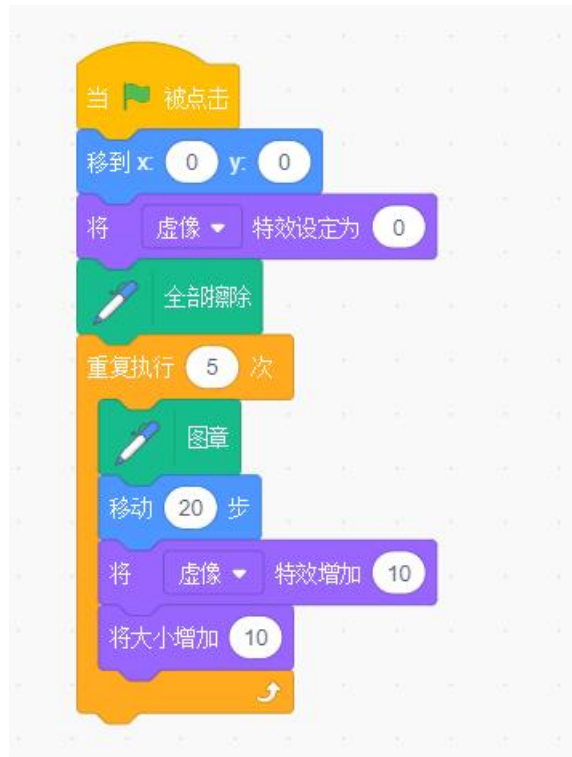 当 被点击
移到 x: 0 y: 0
将 虚像 特效设定为 0
全部擦除
重复执行 5 次
图章
移动 20 步
将 虚像 特效增加 10
将大小增加 10